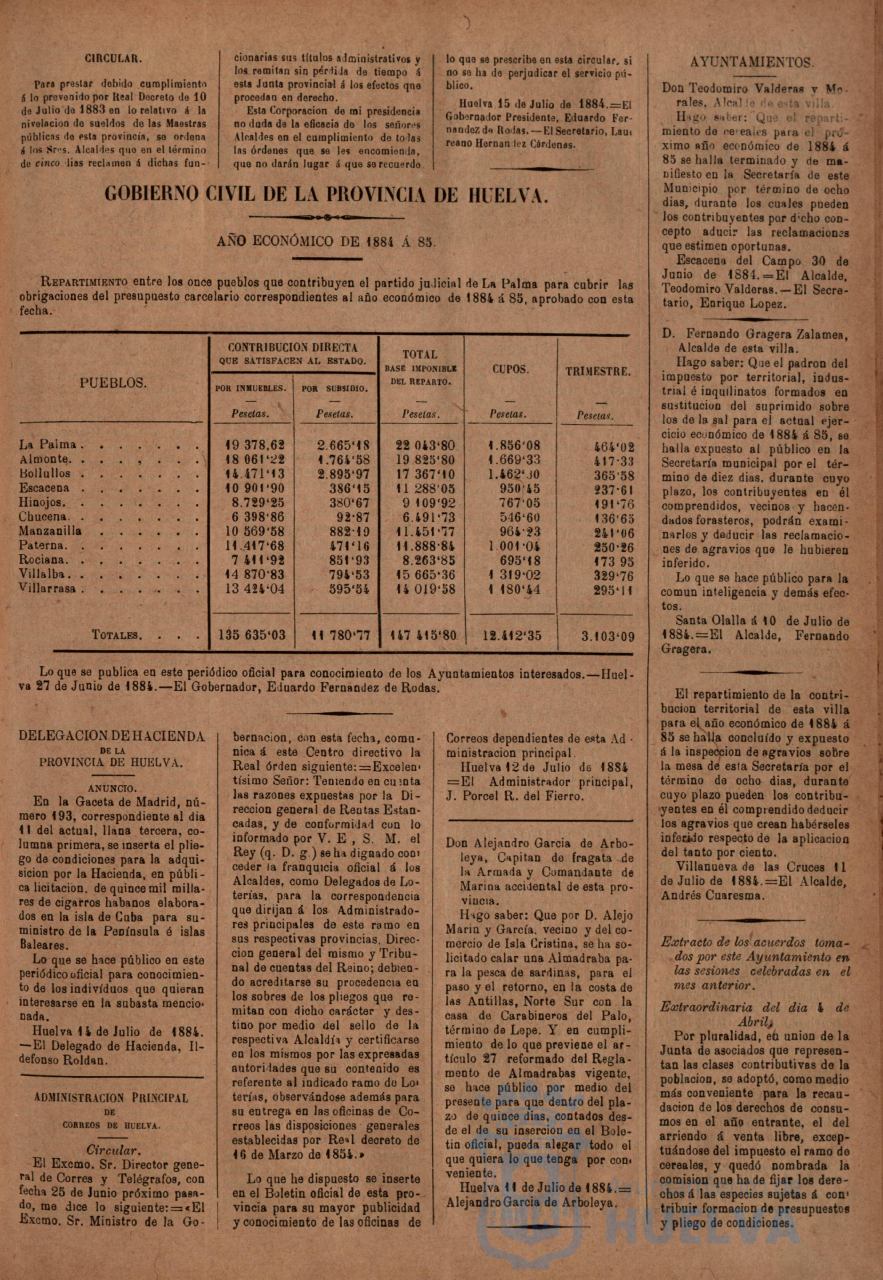 CIRCULAR.
Para prestar debido cumplimiento
á lo prevenido por Real Decreto de 10
de Julio de 1883 en lo relativo á la
nivelacion de sueldos de las Maestras
públicas de esta provincia, se ordena
á los Sres. Alcaldes que en el término
de cinco dias reclamen á dichas fun-
cionarias sus títulos administrativos y
los remitan sin pérdida de tiempo á
esta Junta provincial á los efectos que
procedan en derecho.
Esta Corporacion de mi presidencia
no duda de la eficacia de los señores
Alcaldes en el cumplimiento de todas
las órdenes que se les encomienda,
que no darán lugar á que se recuerdo
lo que se prescribe en esta circular, si
no se ha de perjudicar el servicio pú-
blico.
Huelva 15 de Julio de 1884.=El
Gobernador Presidente, Eduardo Fer-
nandez de Rodas.—El Secretario, Lau-
reano Hernandez Cárdenas.
GOBIERNO CIVIL DE LA PROVINCIA DE HUELVA.
AÑO ECONÓMICO DE 1884 Á 85.
REPARTIMIENTO entre los once pueblos que contribuyen el partido judicial de La Palma para cubrir las
obligaciones del presupuesto carcelario correspondientes al año económico de 1884 á 85, aprobado con esta
fecha.
PUEBLOS.
CONTRIBUCION DIRECTA
QUE SATISFACEN AL ESTADO.
POR INMUEBLES. POR SUBSIDIO.
TOTAL
BASE IMPONIBLE
DEL REPARTO.
CUPOS. TRIMESTRE.
Pesetas. Pesetas. Pesetas. Pesetas. Pesetas.
La Palma . . . . . . . 19 378,62 2.665'18 22 043'80 1.856'08 464'02
Almonte. . . . . . . . 18 061'22 1.764'58 19 825'80 1.669'33 417'33
Bollullos . . . . . . . 14.471'13 2.895'97 17 367'10 365'58
Escacena . . . . . . . 10 901'90 386'15 11 288'05 950'45 237'61
Hinojos. . . . . . . . 8.729'25 380'67 9 109'92 767'05 191'76
Chucena. . . . . . . . 6 398'86 92'87 6.491'73 546'60 136'65
Manzanilla . . . . . . 10 569'58 882'19 11.451'77 964'23 241'06
Paterna. . . . . . . . 11.417'68 471'16 11.888'84 1.001'04 250'26
Rociana. . . . . . . . 7 411'92 851'93 8.263'85 695'18 173 95
Villalba. . . . . . . . 14 870'83 794'53 15 665'36 1 319'02 329'76
Villarrasa . . . . . . . 13 424'04 595'54 14 019'58 1 180'44 295'11
TOTALES. . . . 135 635'03 11 780'77 147 415'80 12.412'35 3.103'09
Lo que se publica en este periódico oficial para conocimiento de los Ayuntamientos interesados.—Huel-
va 27 de Junio de 1884.—El Gobernador, Eduardo Fernandez de Rodas.
DELEGACION DE HACIENDA
DE LA
PROVINCIA DE HUELVA.
ANUNCIO.
En la Gaceta de Madrid, nú-
mero 193, correspondiente al dia
11 del actual, llana tercera, co-
lumna primera, se inserta el plie-
go de condiciones para la adqui-
sicion por la Hacienda, en públi-
ca licitacion, de quince mil milla-
res de cigarros habanos elabora-
dos en la isla de Cuba para su-
ministro de la Península é islas
Baleares.
Lo que se hace público en este
periódico oficial para conocimien-
to de los indivíduos que quieran
interesarse en la subasta mencio-
nada.
Huelva 14 de Julio de 1884.
—El Delegado de Hacienda, Il-
defonso Roldan.
ADMINISTRACION PRINCIPAL
DE
CORREOS DE HUELVA.
Circular.
El Excmo. Sr. Director gene-
ral de Corres y Telégrafos, con
fecha 25 de Junio próximo pasa-
do, me dice lo siguiente:=«El
Excmo. Sr. Ministro de la Go-
bernacion, con esta fecha, comu-
nica á este Centro directivo la
Real órden siguiente:=Excelen-
tísimo Señor: Teniendo en cuenta
las razones expuestas por la Di-
reccion general de Rentas Estan-
cadas, y de conformidad con lo
informado por V. E , S. M. el
Rey (q. D. g.) se ha dignado con-
ceder la franquicia oficial á los
Alcaldes, como Delegados de Lo-
terías, para la correspondencia
que dirijan á los Administrado-
res principales de este ramo en
sus respectivas provincias, Direc-
cion general del mismo y Tribu-
nal de cuentas del Reino; debien-
do acreditarse su procedencia en
los sobres de los pliegos que re-
mitan con dicho carácter y des-
tino por medio del sello de la
respectiva Alcaldía y certificarse
en los mismos por las expresadas
autoridades que su contenido es
referente al indicado ramo de Lo-
terías, observándose además para
su entrega en las oficinas de Co-
rreos las disposiciones generales
establecidas por Real decreto de
16 de Marzo de 1854.»
Lo que he dispuesto se inserte
en el Boletin oficial de esta pro-
vincia para su mayor publicidad
y conocimiento de las oficinas de
Correos dependientes de esta Ad-
ministracion principal.
Huelva 12 de Julio de 1884
=El Administrador principal,
J. Porcel R. del Fierro.
Don Alejandro Garcia de Arbo-
leya, Capitan de fragata de
la Armada y Comandante de
Marina accidental de esta pro-
vincia.
Hago saber: Que por D. Alejo
Marin y García, vecino y del co-
mercio de Isla Cristina, se ha so-
licitado calar una Almadraba pa-
ra la pesca de sardinas, para el
paso y el retorno, en la costa de
las Antillas, Norte Sur con la
casa de Carabineros del Palo,
término de Lepe. Y en cumpli-
miento de lo que previene el ar-
tículo 27 reformado del Regla-
mento de Almadrabas vigente,
se hace público por medio del
presente para que dentro del pla-
zo de quince dias, contados des-
de el de su insercion en el Bole-
tin oficial, pueda alegar todo el
que quiera lo que tenga por con-
veniente.
Huelva 11 de Julio de 1884.=
Alejandro Garcia de Arboleya.
AYUNTAMIENTOS.
Don Teodomiro Valderas y Mo-
rales, Alcalde de esta villa.
Hago saber: Que el reparti-
miento de cereales para el pró-
ximo año económico de 1884 á
85 se halla terminado y de ma-
nifiesto en la Secretaría de este
Municipio por término de ocho
dias, durante los cuales pueden
los contribuyentes por dicho con-
cepto aducir las reclamaciones
que estimen oportunas.
Escacena del Campo 30 de
Junio de 1884.=El Alcalde,
Teodomiro Valderas.—El Secre-
tario, Enrique Lopez.
D. Fernando Gragera Zalamea,
Alcalde de esta villa.
Hago saber: Que el padron del
impuesto por territorial, indus-
trial é inquilinatos formados en
sustitucion del suprimido sobre
los de la sal para el actual ejer-
cicio económico de 1884 á 85, se
halla expuesto al público en la
Secretaría municipal por el tér-
mino de diez dias, durante cuyo
plazo, los contribuyentes en él
comprendidos, vecinos y hacen-
dados forasteros, podrán exami-
narlos y deducir las reclamacio-
nes de agravios que le hubieren
inferido.
Lo que se hace público para la
comun inteligencia y demás efec-
tos.
Santa Olalla á 10 de Julio de
1884.=El Alcalde, Fernando
Gragera.
El repartimiento de la contri-
bucion territorial de esta villa
para el año económico de 1884 á
85 se halla concluído y expuesto
á la inspeccion de agravios sobre
la mesa de esta Secretaría por el
término de ocho dias, durante
cuyo plazo pueden los contribu-
yentes en él comprendido deducir
los agravios que crean habérseles
inferido respecto de la aplicacion
del tanto por ciento.
Villanueva de las Cruces 11
de Julio de 1884.=El Alcalde,
Andrés Cuaresma.
Extracto de los acuerdos toma-
dos por este Ayuntamiento en
las sesiones celebradas en el
mes anterior.
Extraordinaria del dia 4 de
Abril,
Por pluralidad, en union de la
Junta de asociados que represen-
tan las clases contributivas de la
poblacion, se adoptó, como medio
más conveniente para la recau-
dacion de los derechos de consu-
mos en el año entrante, el del
arriendo á venta libre, excep-
tuándose del impuesto el ramo de
cereales, y quedó nombrada la
comision que ha de fijar los dere-
chos á las especies sujetas á con-
tribuir formacion de presupuestos
y pliego de condiciones.
HUELVA